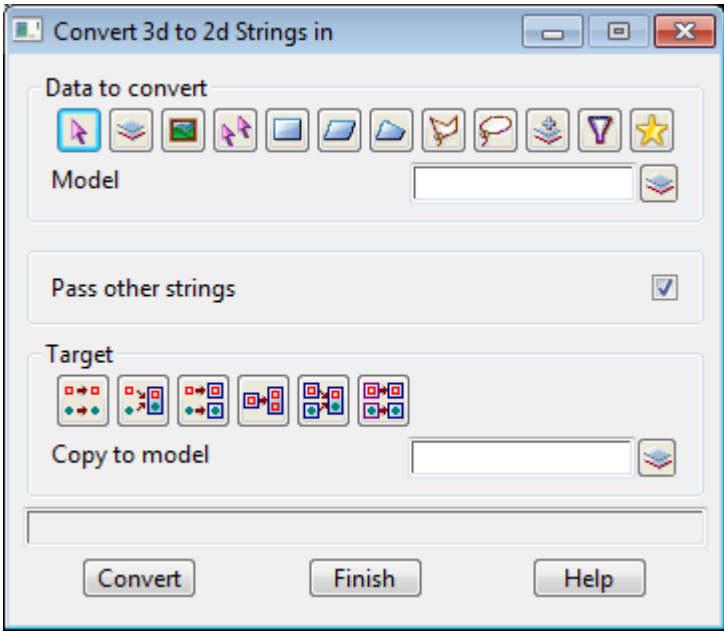 Convert 3d to 2d Strings in
Data to convert
Model
Pass other strings
Target
Copy to model
Convert Finish Help